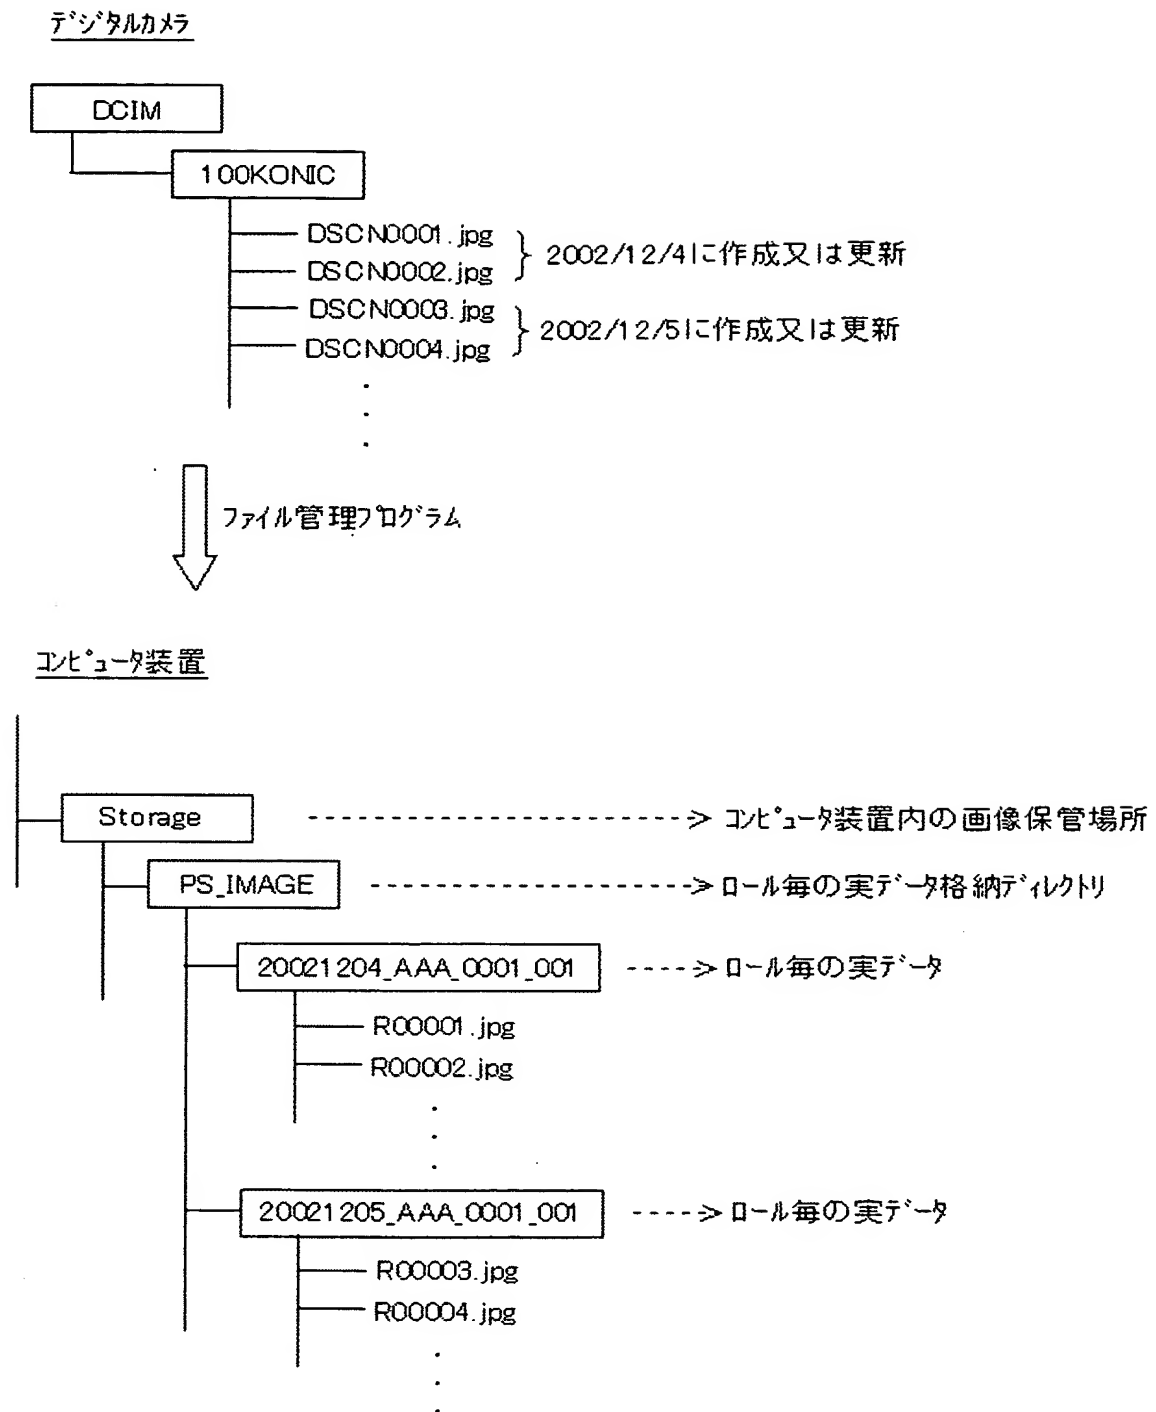 デジタルカメラ
DCIM
100KONIC
DSCN0001.jpg
DSCN0002.jpg
2002/12/4に作成又は更新
DSCN0003.jpg
DSCN0004.jpg
2002/12/5に作成又は更新
ファイル管理プログラム
コンピュータ装置
Storage
コンピュータ装置内の画像保管場所
PS_IMAGE
ロール毎の実データ格納ディレクトリ
20021204_AAA_0001_001
ロール毎の実データ
R00001.jpg
R00002.jpg
20021205_AAA_0001_001
ロール毎の実データ
R00003.jpg
R00004.jpg